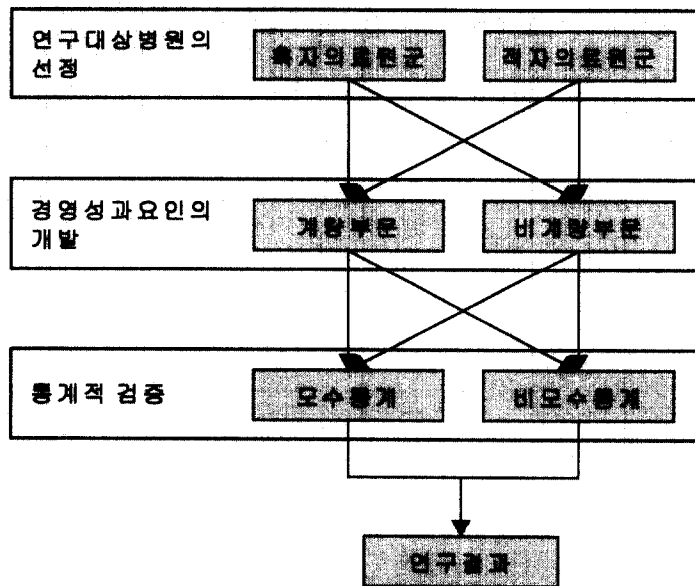 연구대상병원의
선정
흑자의료원군
적자의료원군
경영성과요인의
개발
계량부문
비계량부문
통계적 검증
모수통계
비모수통계
연구결과